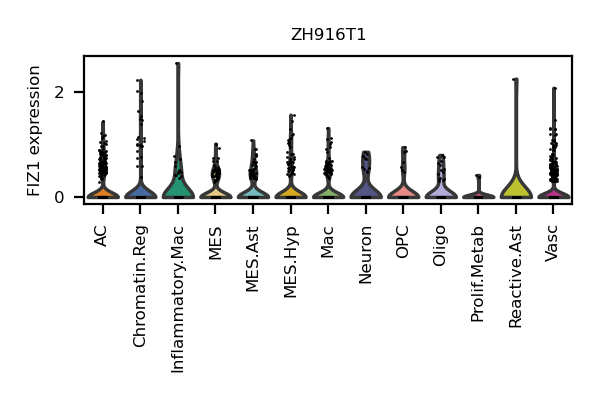 ZH916T1
FIZ1 expression
2
0
AC
Chromatin.Reg
Inflammatory.Mac
MES
MES.Ast
MES.Hyp
Mac
Neuron
OPC
Oligo
Prolif.Metab
Reactive.Ast
Vasc